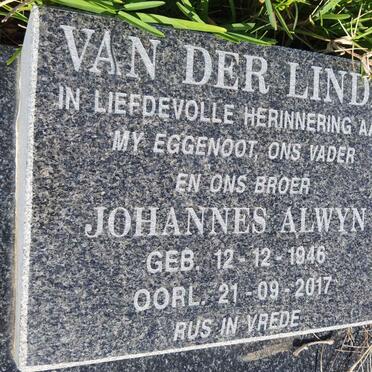 VAN DER LIND
IN LIEFDEVOLLE HERINNERING AA
MY EGGENOOT, ONS VADER
EN ONS BROER
JOHANNES ALWYN
GEB. 12-12-1946
OORL. 21-09-2017
RUS IN VREDE